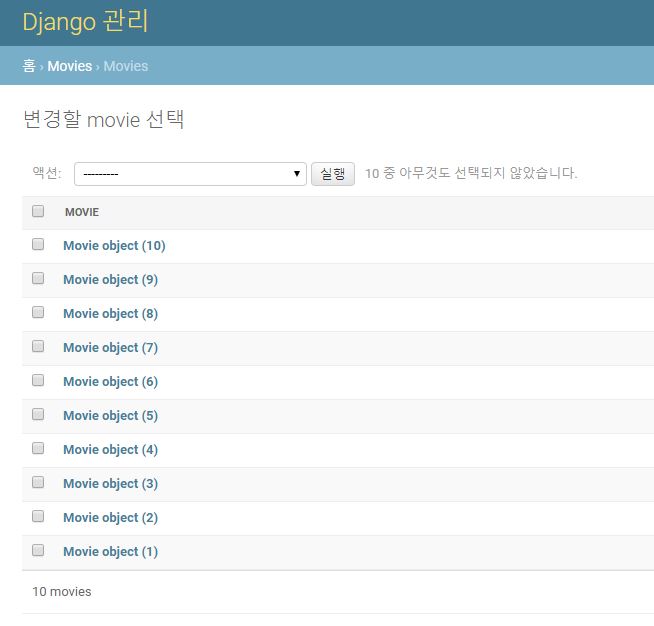 Django 관리
홈 › Movies › Movies
변경할 movie 선택
액션: --------- 실행 10 중 아무것도 선택되지 않았습니다.
MOVIE
Movie object (10)
Movie object (9)
Movie object (8)
Movie object (7)
Movie object (6)
Movie object (5)
Movie object (4)
Movie object (3)
Movie object (2)
Movie object (1)
10 movies